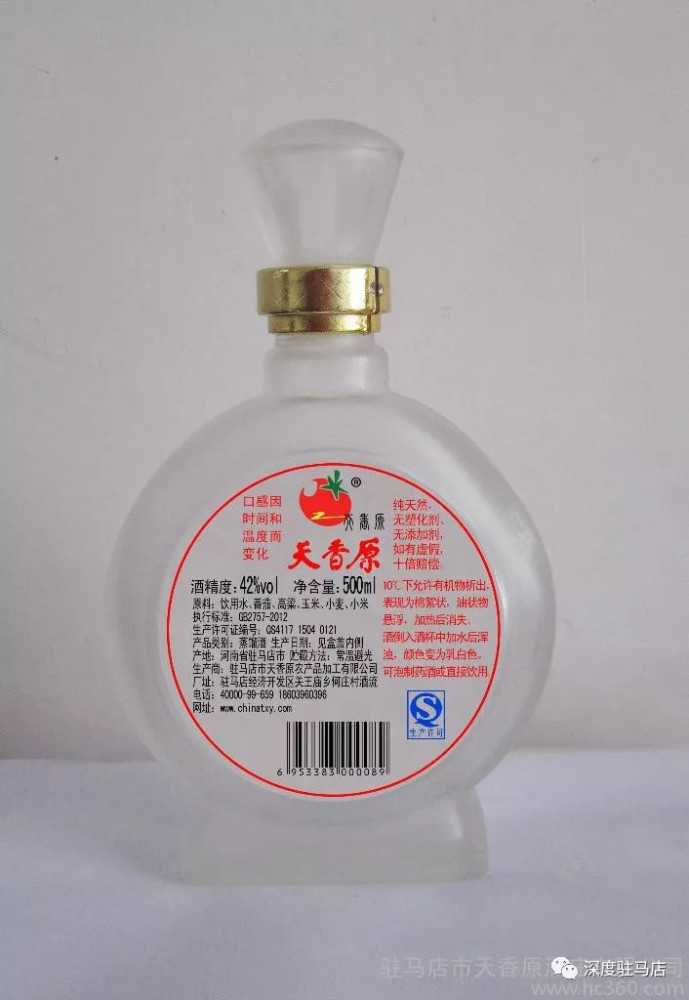 口感因
时间和
温度而
变化
®
天香原
天香原
纯天然，
无塑化剂，
无添加剂，
如有虚假，
十倍赔偿。
酒精度：42%vol 净含量：500ml
原料：饮用水、番茄、高粱、玉米、小麦、小米
执行标准：GB2757-2012
生产许可证编号：QS4117 1504 0121
产品类别：蒸馏酒 生产日期：见盒盖内侧
产地：河南省驻马店市 贮藏方法：常温避光
生产商：驻马店市天香原农产品加工有限公司
厂址：驻马店经济开发区关王庙乡何庄村酒流
电话：40000-99-659 18603960396
网址：www.chinatxy.com
10℃下允许有机物析出，
表现为棉絮状，油状物
悬浮，加热后消失。
酒倒入酒杯中加水后浑
浊，颜色变为乳白色。
可泡制药酒或直接饮用。
生产许可
6 953383 000089
深度驻马店
www.hc360.com